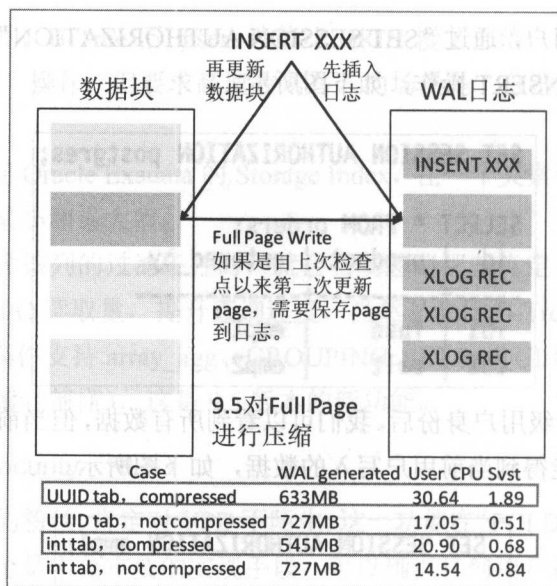 INSERT XXX
再更新
数据块
先插入
日志
数据块
WAL日志
INSENT XXX
Full Page Write
如果是自上次检查
点以来第一次更新
page，需要保存page
到日志。
XLOG REC
XLOG REC
XLOG REC
9.5对Full Page
进行压缩
Case WAL generated User CPU Svst
UUID tab，compressed 633MB 30.64 1.89
UUID tab，not compressed 727MB 17.05 0.51
int tab，compressed 545MB 20.90 0.68
int tab，not compressed 727MB 14.54 0.84